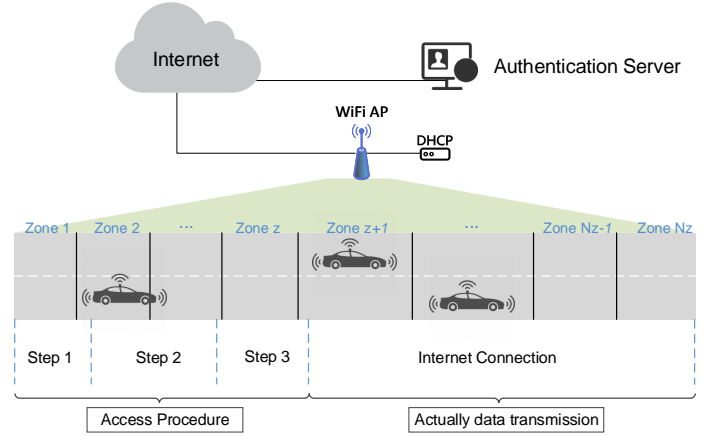 Internet
Authentication Server
WiFi AP
DHCP
Zone 1 Zone 2 ... Zone z Zone z+1 ... Zone Nz-1 Zone Nz
Step 1 Step 2 Step 3 Internet Connection
Access Procedure Actually data transmission